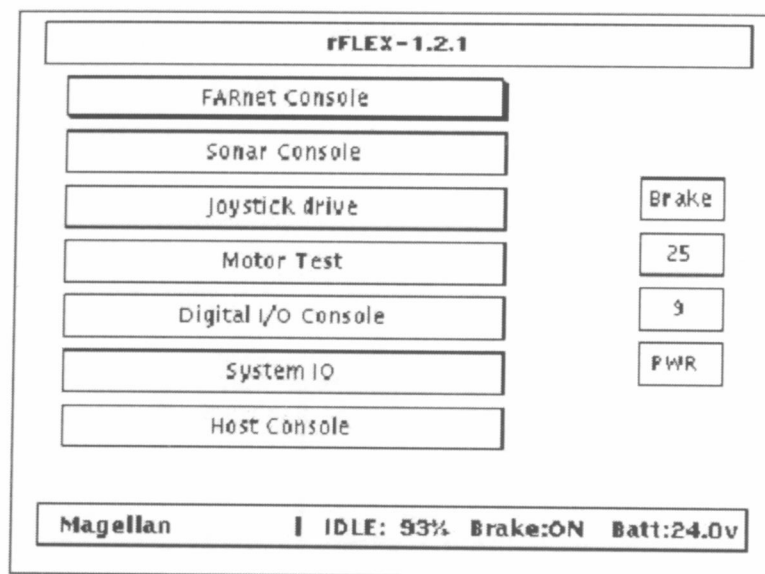 rFLEX-1.2.1
FARnet Console
Sonar Console
Joystick drive
Brake
Motor Test
25
Digital I/O Console
9
System IO
PWR
Host Console
Magellan | IDLE: 93% Brake:ON Batt:24.0v